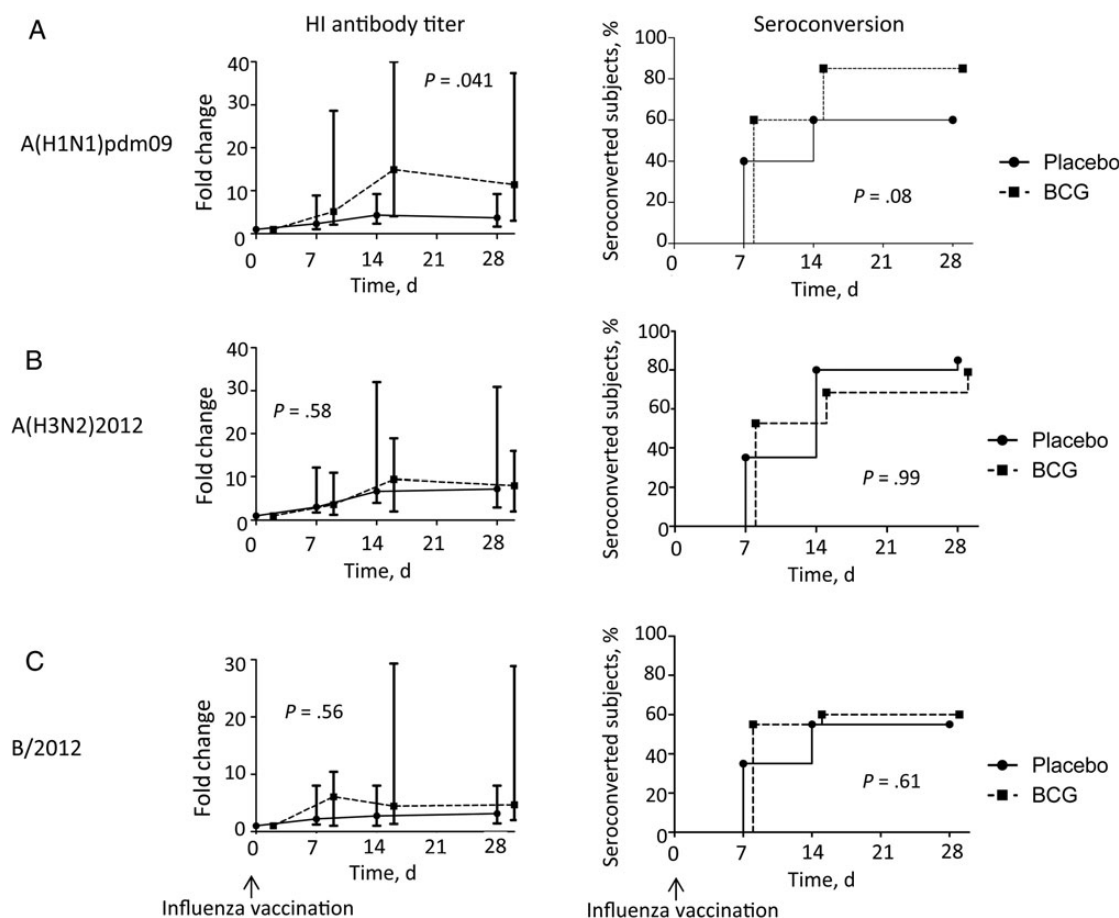 A
HI antibody titer
Seroconversion
A(H1N1)pdm09
Fold change
40
30
20
10
0
P = .041
0 7 14 21 28
Time, d
Seroconverted subjects, %
100
80
60
40
20
0
P = .08
0 7 14 21 28
Time, d
Placebo
BCG
B
A(H3N2)2012
Fold change
40
30
20
10
0
P = .58
0 7 14 21 28
Time, d
Seroconverted subjects, %
100
80
60
40
20
0
P = .99
0 7 14 21 28
Time, d
Placebo
BCG
C
B/2012
Fold change
30
20
10
0
P = .56
0 7 14 21 28
Time, d
Influenza vaccination
Seroconverted subjects, %
100
80
60
40
20
0
P = .61
0 7 14 21 28
Time, d
Influenza vaccination
Placebo
BCG